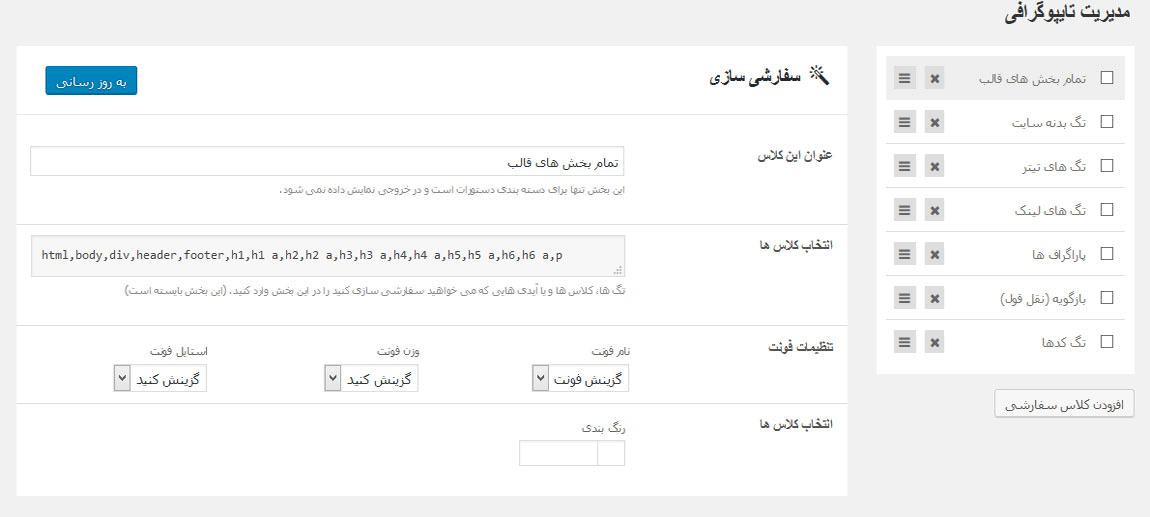 مدیریت تایپوگرافی
تمام بخش های قالب
تگ بدنه سایت
تگ های تیتر
تگ های لینک
پاراگراف ها
بازگویه (نقل قول)
تگ کدها
افزودن کلاس سفارشی
سفارشی سازی
به روز رسانی
عنوان این کلاس
تمام بخش های قالب
این بخش تنها برای دسته بندی دستورات است و در خروجی نمایش داده نمی شود.
انتخاب کلاس ها
html,body,div,header,footer,h1,h1 a,h2,h2 a,h3,h3 a,h4,h4 a,h5,h5 a,h6,h6 a,p
تگ ها، کلاس ها و یا آیدی هایی که می خواهید سفارشی سازی کنید را در این بخش وارد کنید. (این بخش بایسته است)
تنظیمات فونت
نام فونت
وزن فونت
استایل فونت
گزینش فونت
گزینش کنید
گزینش کنید
انتخاب کلاس ها
رنگ بندی